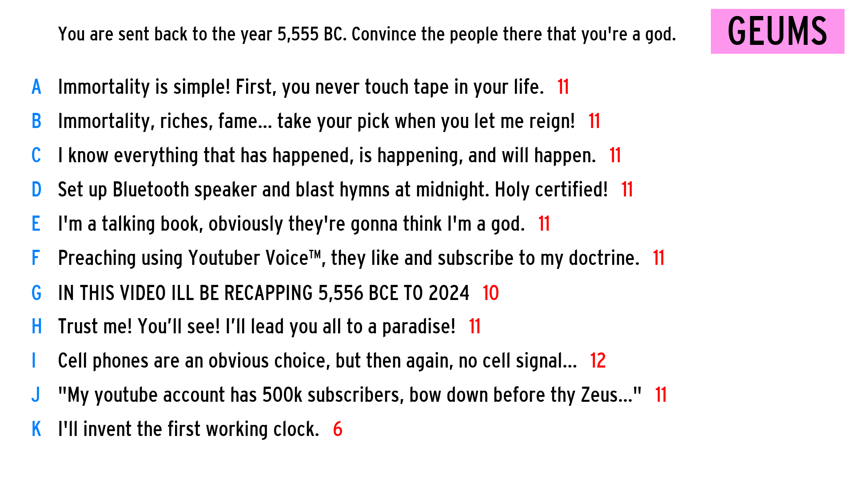 You are sent back to the year 5,555 BC. Convince the people there that you're a god.
GEUMS
A Immortality is simple! First, you never touch tape in your life. 11
B Immortality, riches, fame... take your pick when you let me reign! 11
C I know everything that has happened, is happening, and will happen. 11
D Set up Bluetooth speaker and blast hymns at midnight. Holy certified! 11
E I'm a talking book, obviously they're gonna think I'm a god. 11
F Preaching using Youtuber Voice™, they like and subscribe to my doctrine. 11
G IN THIS VIDEO ILL BE RECAPPING 5,556 BCE TO 2024 10
H Trust me! You’ll see! I’ll lead you all to a paradise! 11
I Cell phones are an obvious choice, but then again, no cell signal... 12
J "My youtube account has 500k subscribers, bow down before thy Zeus..." 11
K I'll invent the first working clock. 6